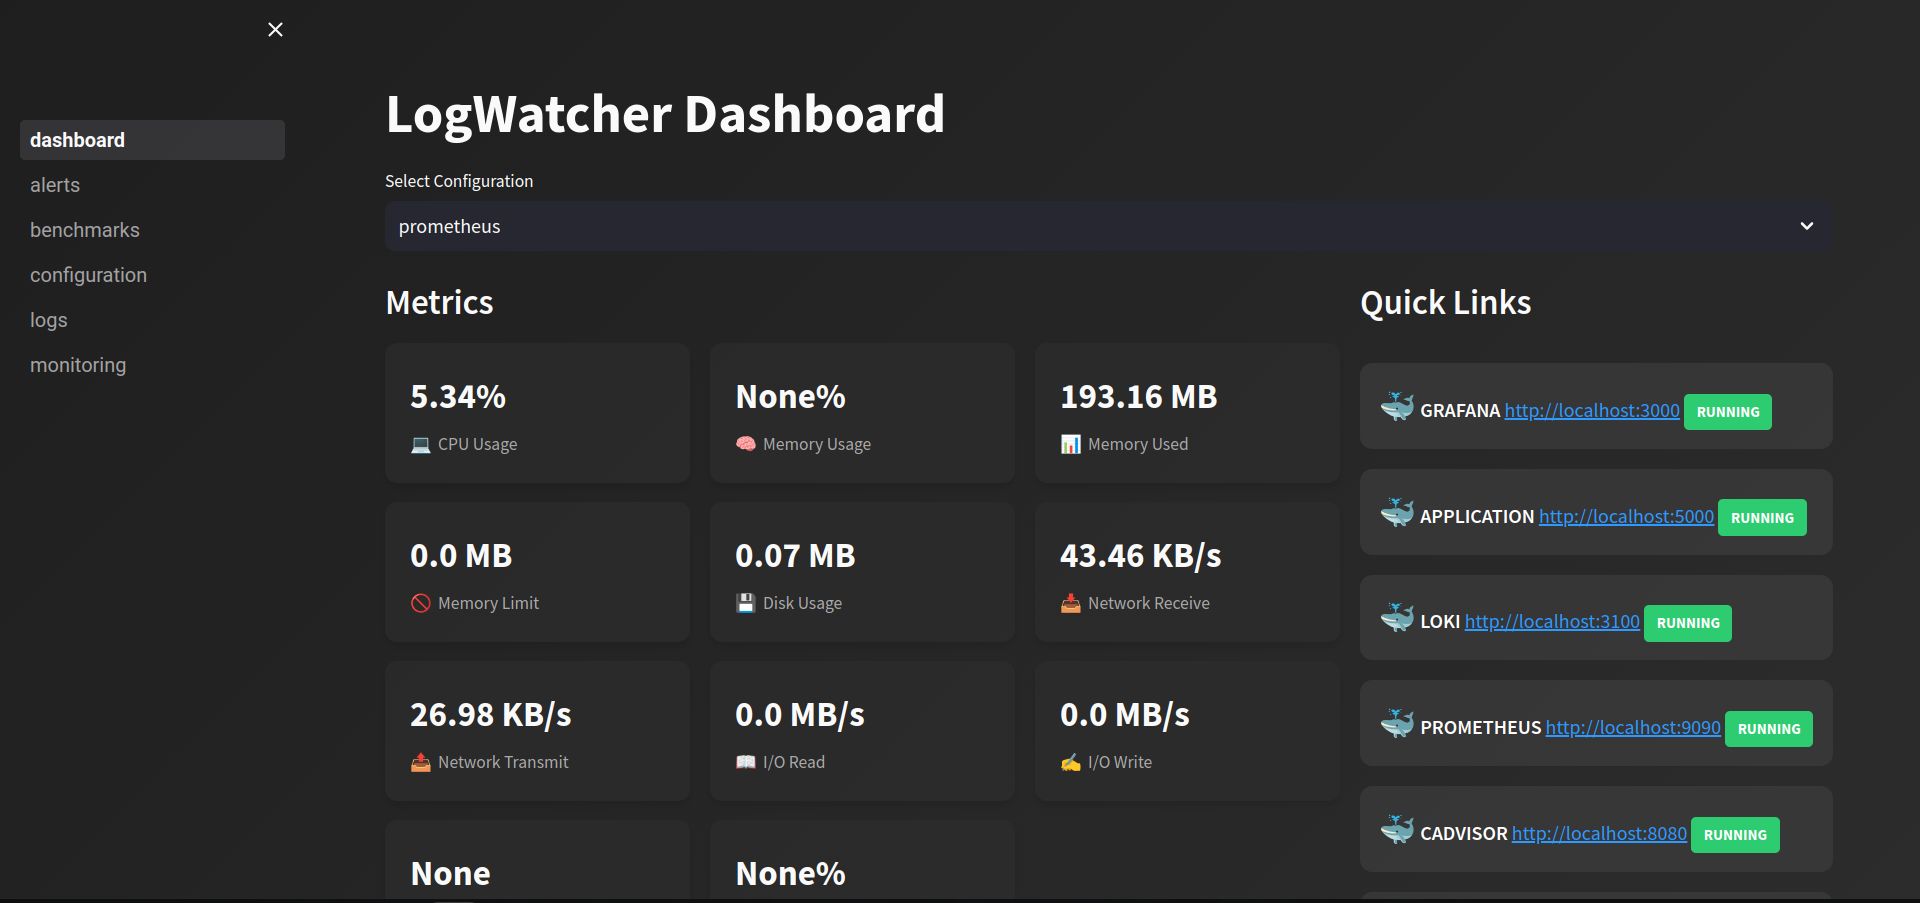 dashboard
alerts
benchmarks
configuration
logs
monitoring
LogWatcher Dashboard
Select Configuration
prometheus
Metrics
5.34%
CPU Usage
None%
Memory Usage
193.16 MB
Memory Used
0.0 MB
Memory Limit
0.07 MB
Disk Usage
43.46 KB/s
Network Receive
26.98 KB/s
Network Transmit
0.0 MB/s
I/O Read
0.0 MB/s
I/O Write
None
None%
Quick Links
GRAFANA http://localhost:3000 RUNNING
APPLICATION http://localhost:5000 RUNNING
LOKI http://localhost:3100 RUNNING
PROMETHEUS http://localhost:9090 RUNNING
CADVISOR http://localhost:8080 RUNNING